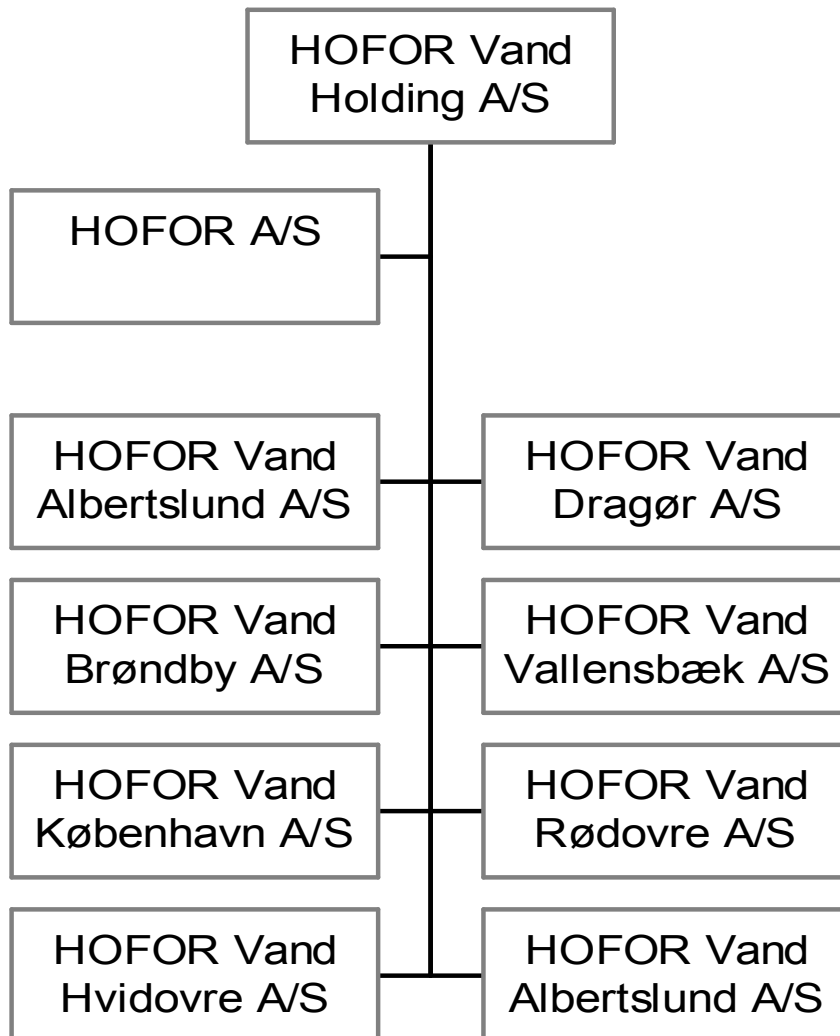 HOFOR Vand
Holding A/S
HOFOR A/S
HOFOR Vand
Albertslund A/S
HOFOR Vand
Dragør A/S
HOFOR Vand
Brøndby A/S
HOFOR Vand
Vallensbæk A/S
HOFOR Vand
København A/S
HOFOR Vand
Rødovre A/S
HOFOR Vand
Hvidovre A/S
HOFOR Vand
Albertslund A/S